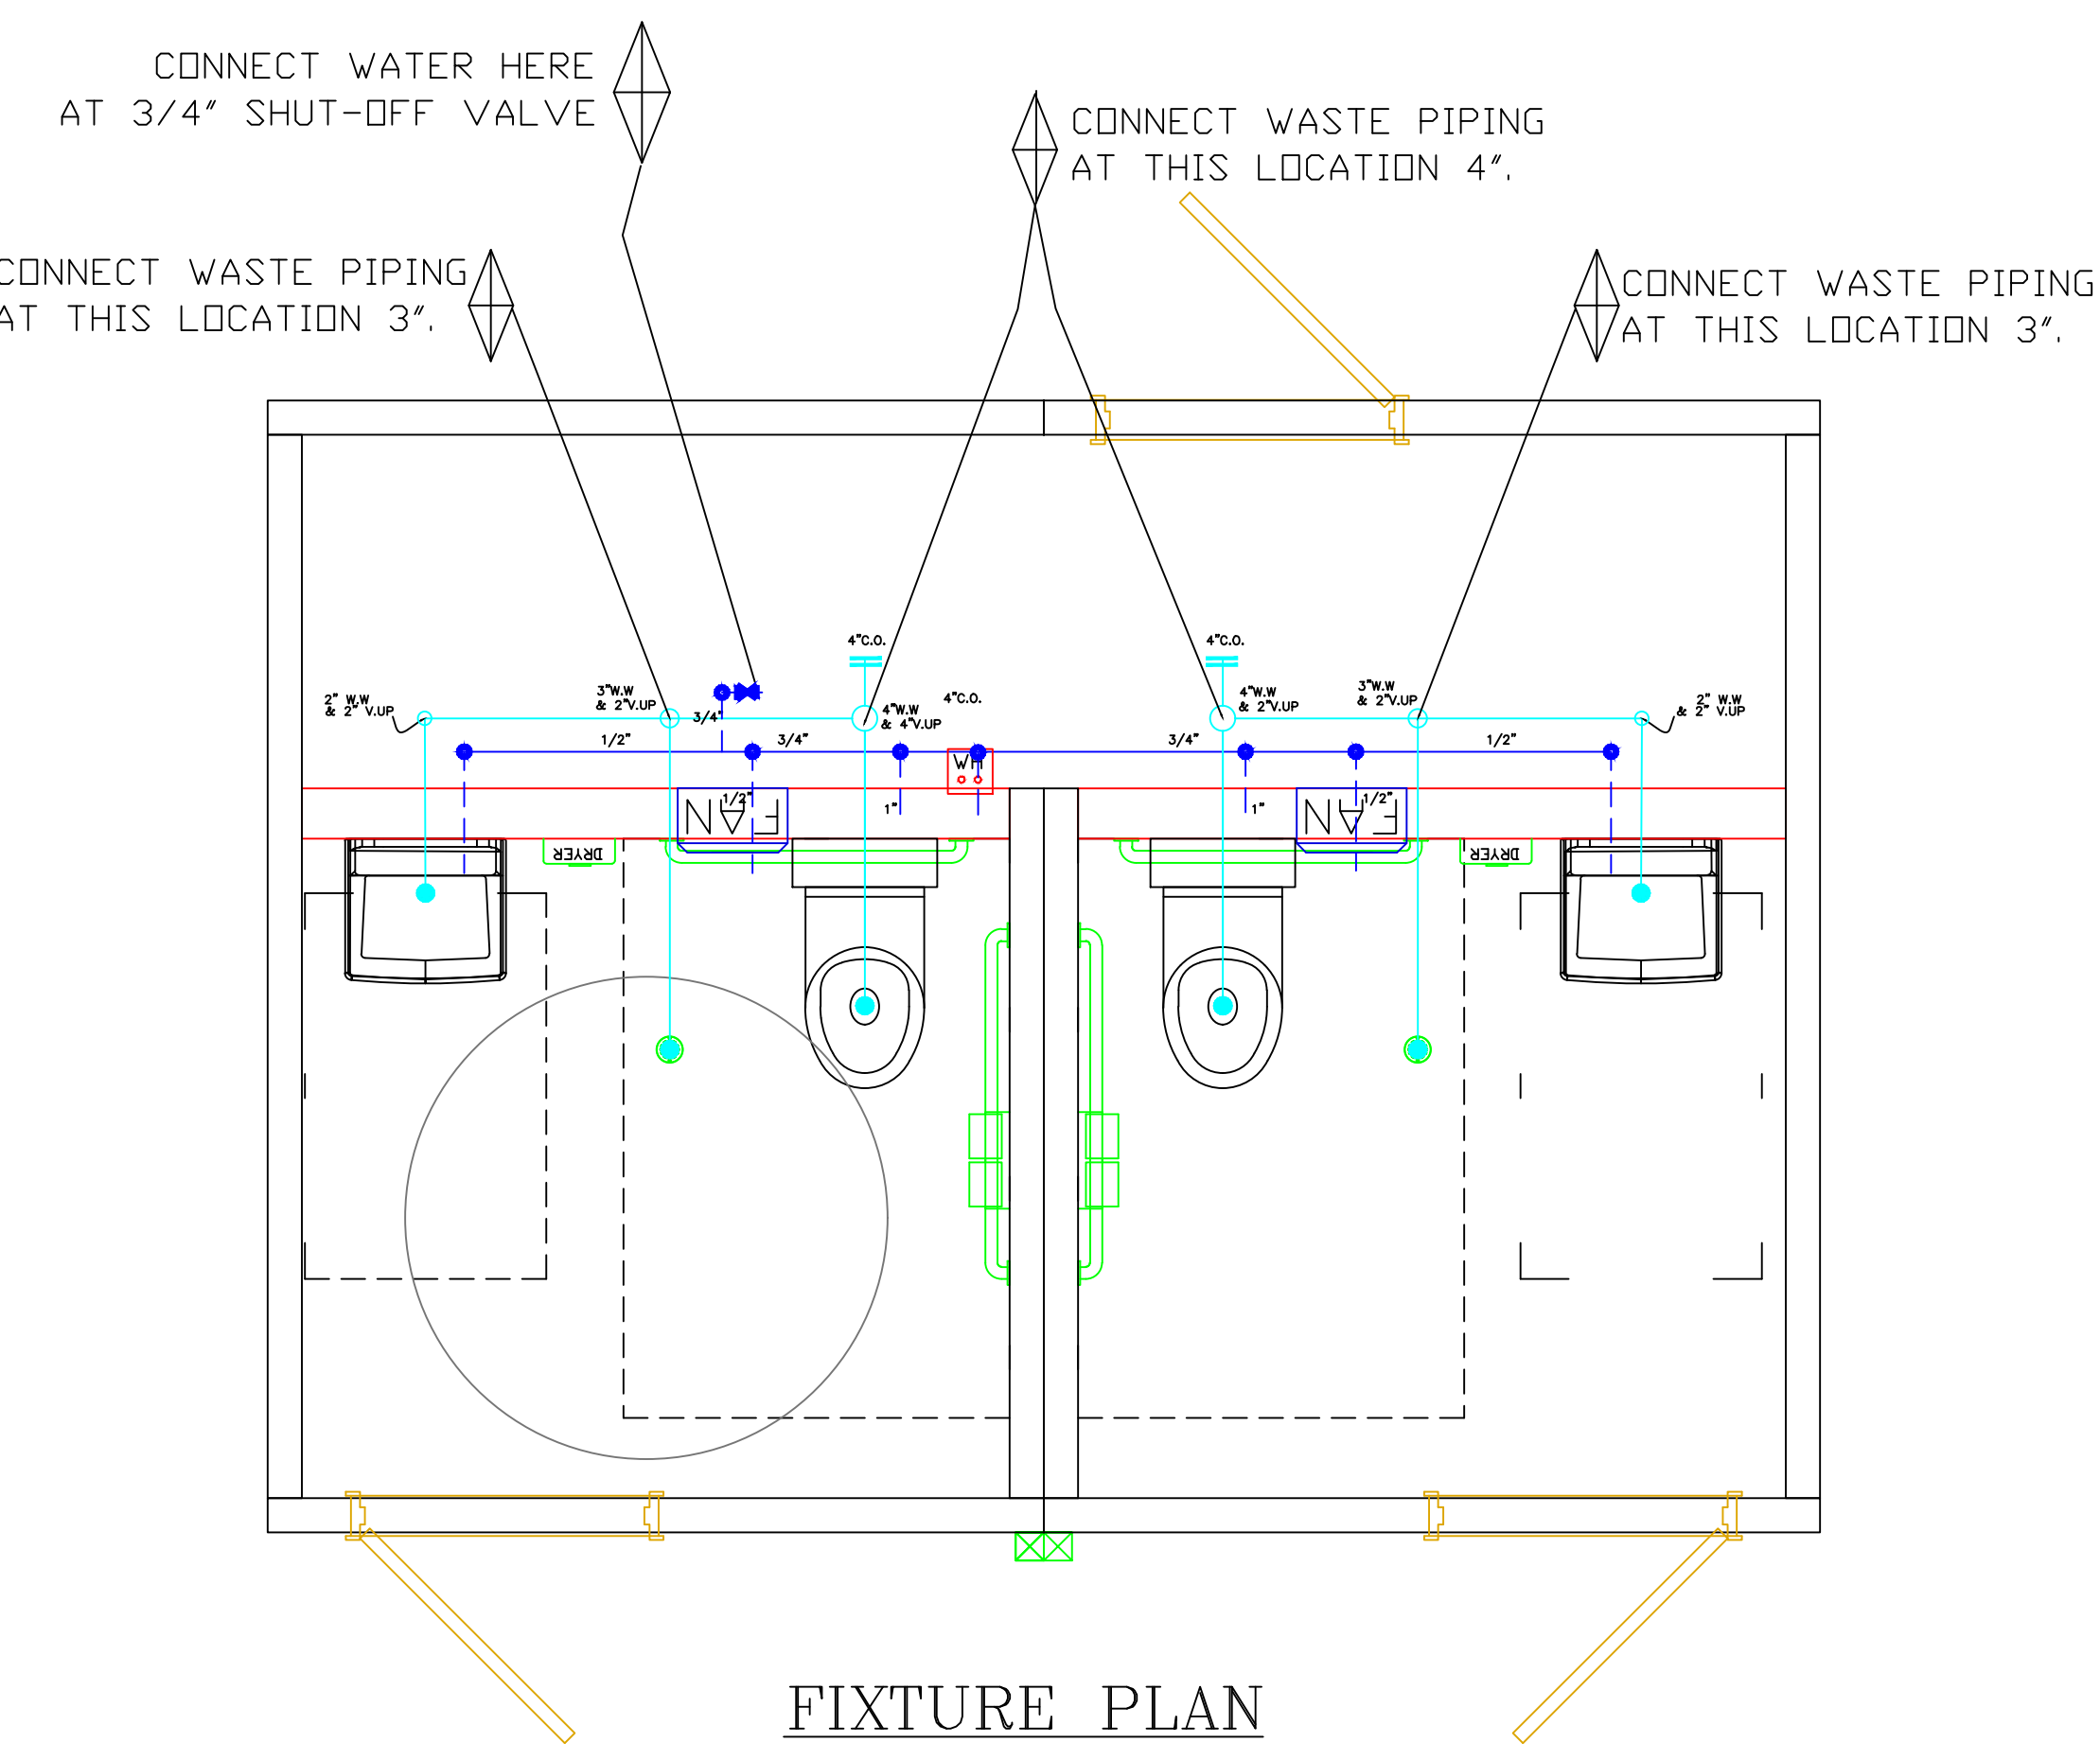 CONNECT WATER HERE
AT 3/4" SHUT-OFF VALVE
CONNECT WASTE PIPING
AT THIS LOCATION 4".
CONNECT WASTE PIPING
AT THIS LOCATION 3".
CONNECT WASTE PIPING
AT THIS LOCATION 3".
4"C.O.
4"C.O.
2" W.W
& 2" V.UP
3"W.W
& 2"V.UP
3/4"
4"W.W
& 4"V.UP
4"C.O.
4"W.W
& 2"V.UP
3"W.W
& 2"V.UP
2" W.W
& 2" V.UP
1/2"
3/4"
3/4"
1/2"
WH
1/2"
FAN
1"
1"
1/2"
FAN
DRYER
DRYER
FIXTURE PLAN